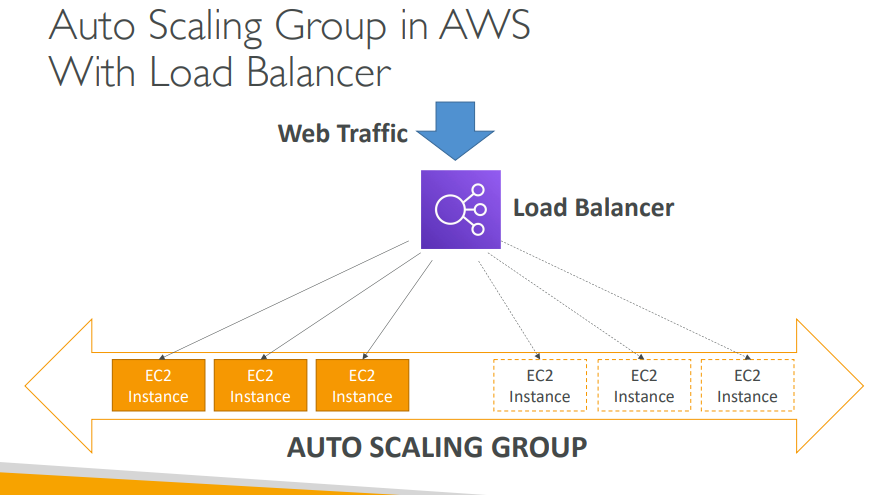 Auto Scaling Group in AWS
With Load Balancer
Web Traffic
Load Balancer
EC2
Instance
EC2
Instance
EC2
Instance
EC2
Instance
EC2
Instance
EC2
Instance
AUTO SCALING GROUP